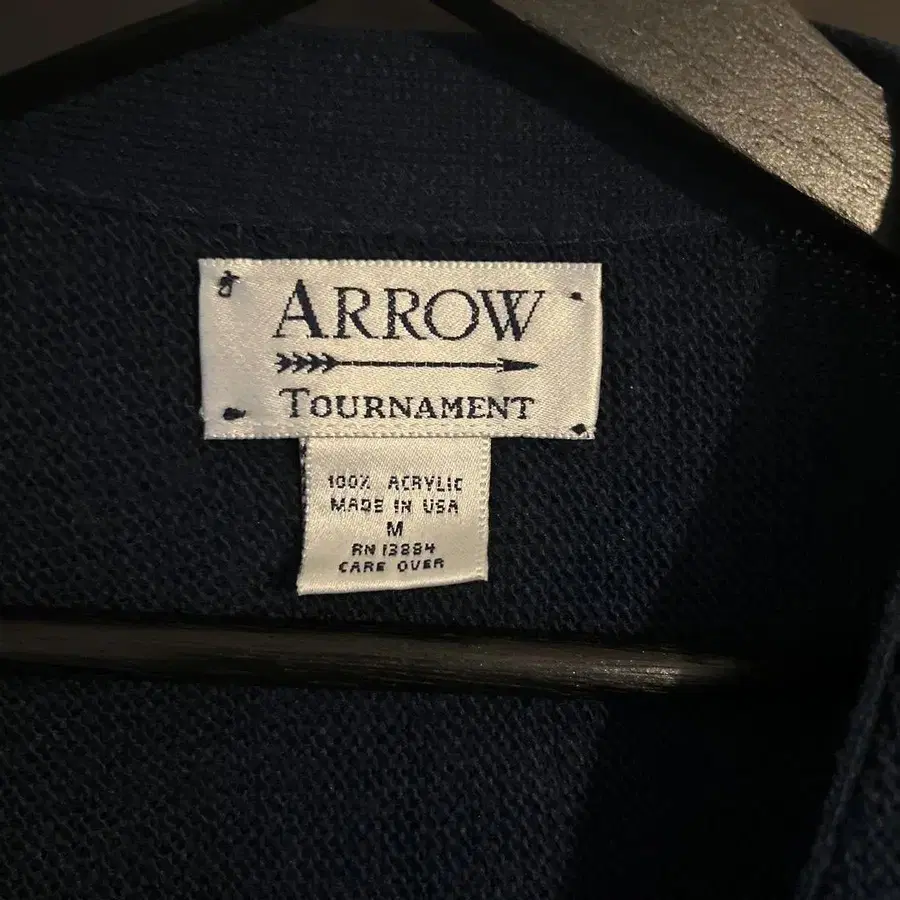 ARROW
TOURNAMENT
100% ACRYLIC
MADE IN USA
M
RN 13884
CARE OVER